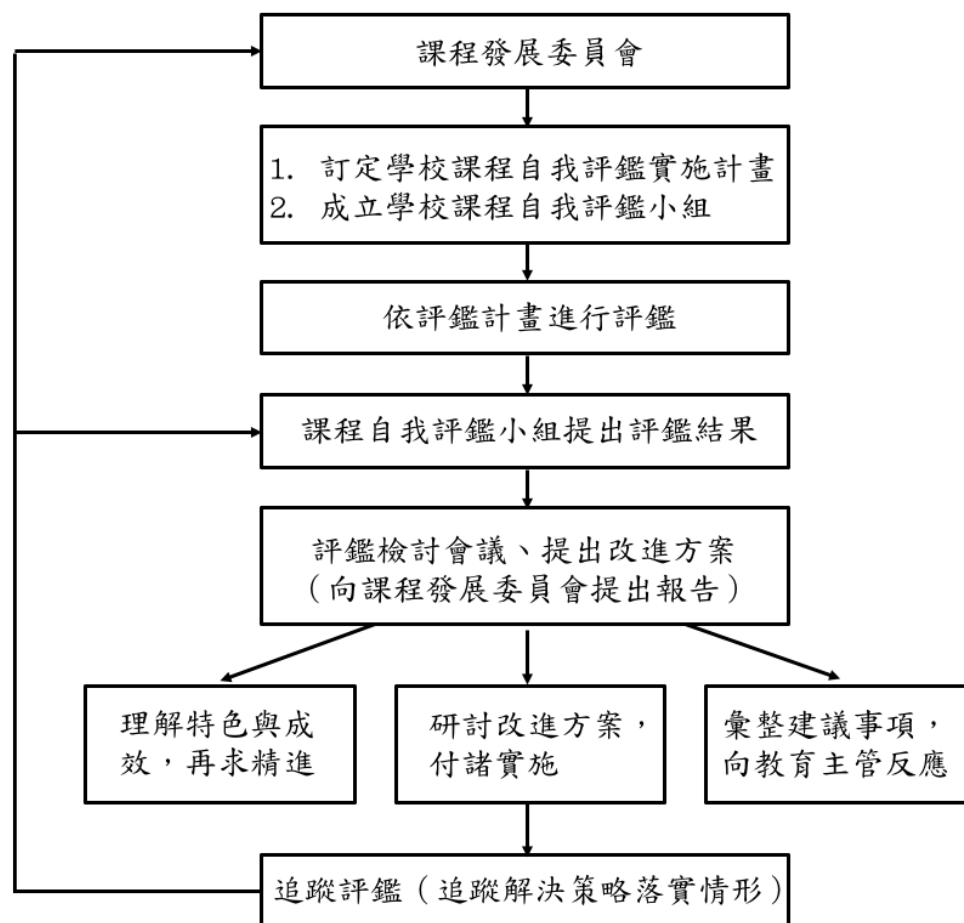 課程發展委員會
1. 訂定學校課程自我評鑑實施計畫
2. 成立學校課程自我評鑑小組
依評鑑計畫進行評鑑
課程自我評鑑小組提出評鑑結果
評鑑檢討會議、提出改進方案
（向課程發展委員會提出報告）
理解特色與成
效，再求精進
研討改進方案，
付諸實施
彙整建議事項，
向教育主管反應
追蹤評鑑（追蹤解決策略落實情形）